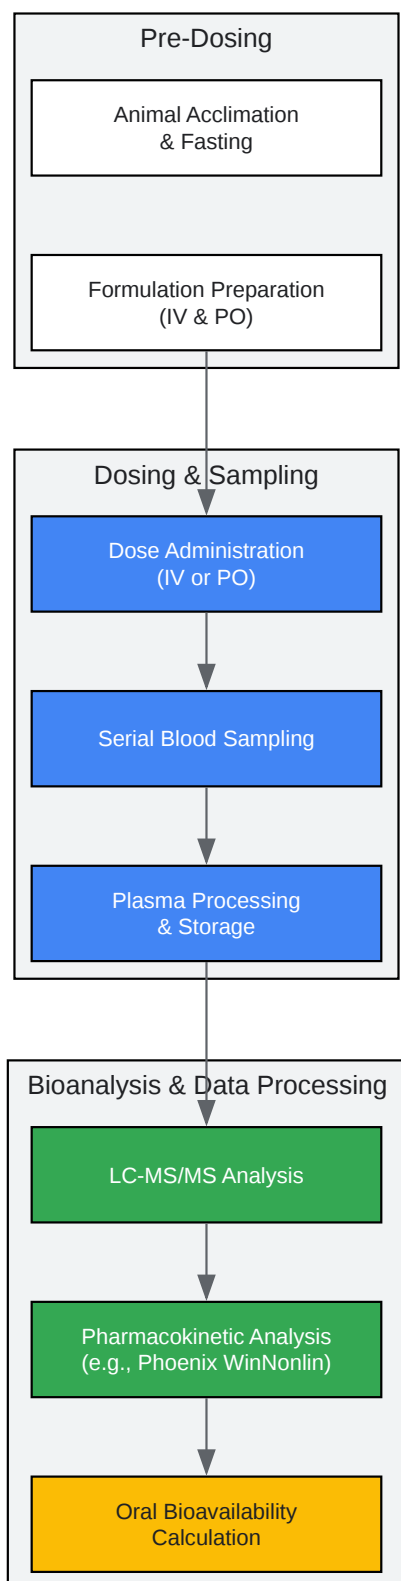 Pre-Dosing
Animal Acclimation
& Fasting
Formulation Preparation
(IV & PO)
Dosing & Sampling
Dose Administration
(IV or PO)
Serial Blood Sampling
Plasma Processing
& Storage
Bioanalysis & Data Processing
LC-MS/MS Analysis
Pharmacokinetic Analysis
(e.g., Phoenix WinNonlin)
Oral Bioavailability
Calculation